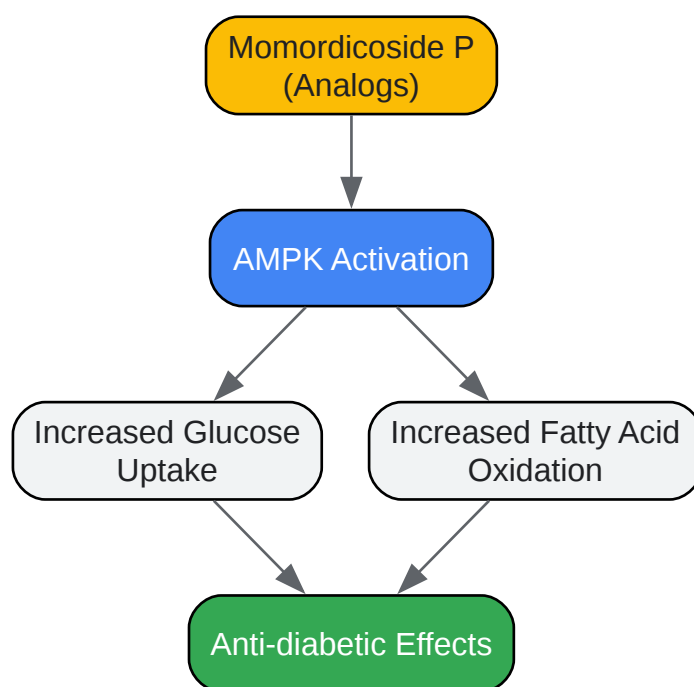 Momordicoside P
(Analogs)
AMPK Activation
Increased Glucose
Uptake
Increased Fatty Acid
Oxidation
Anti-diabetic Effects